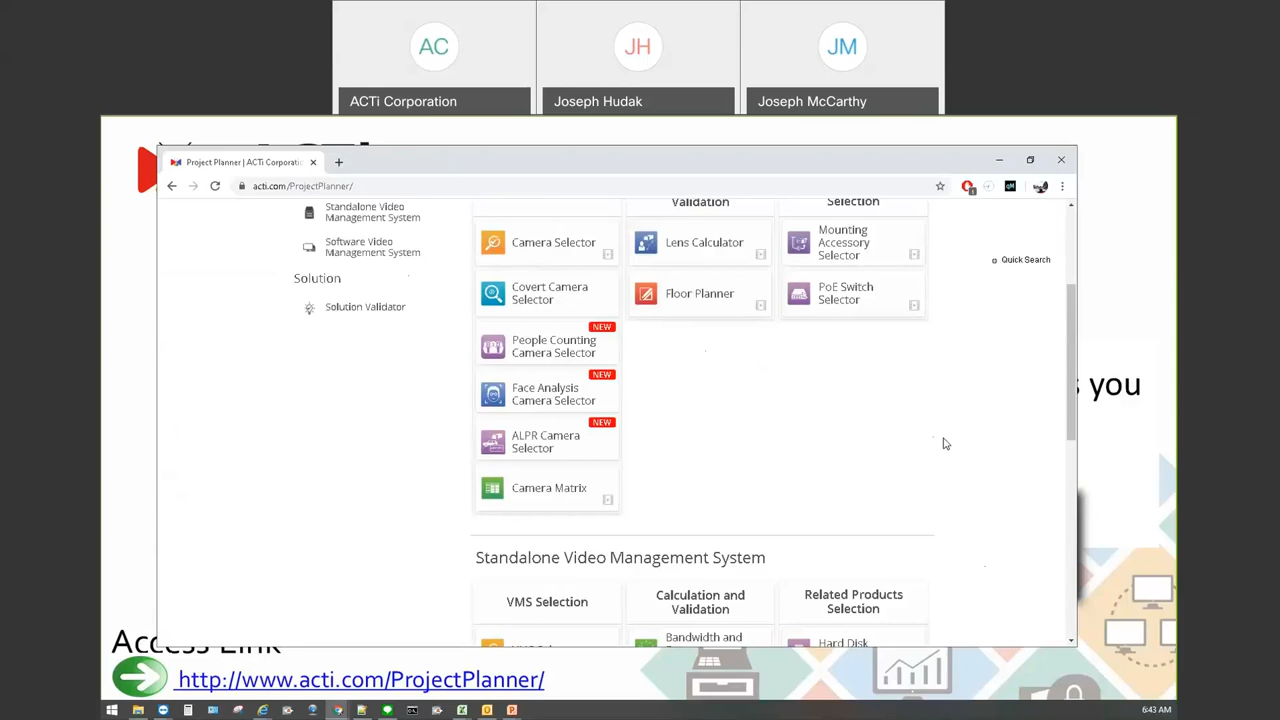 AC
JH
JM
ACTi Corporation
Joseph Hudak
Joseph McCarthy
Project Planner | ACTi Corporatio
acti.com/ProjectPlanner/
Standalone Video
Management System
Software Video
Management System
Solution
Solution Validator
Validation
Selection
Camera Selector
Lens Calculator
Mounting
Accessory
Selector
Covert Camera
Selector
Floor Planner
PoE Switch
Selector
NEW
People Counting
Camera Selector
NEW
Face Analysis
Camera Selector
NEW
ALPR Camera
Selector
Camera Matrix
Quick Search
you
Standalone Video Management System
VMS Selection
Calculation and
Validation
Related Products
Selection
Bandwidth and
Hard Disk
Access Link
http://www.acti.com/ProjectPlanner/
6:43 AM